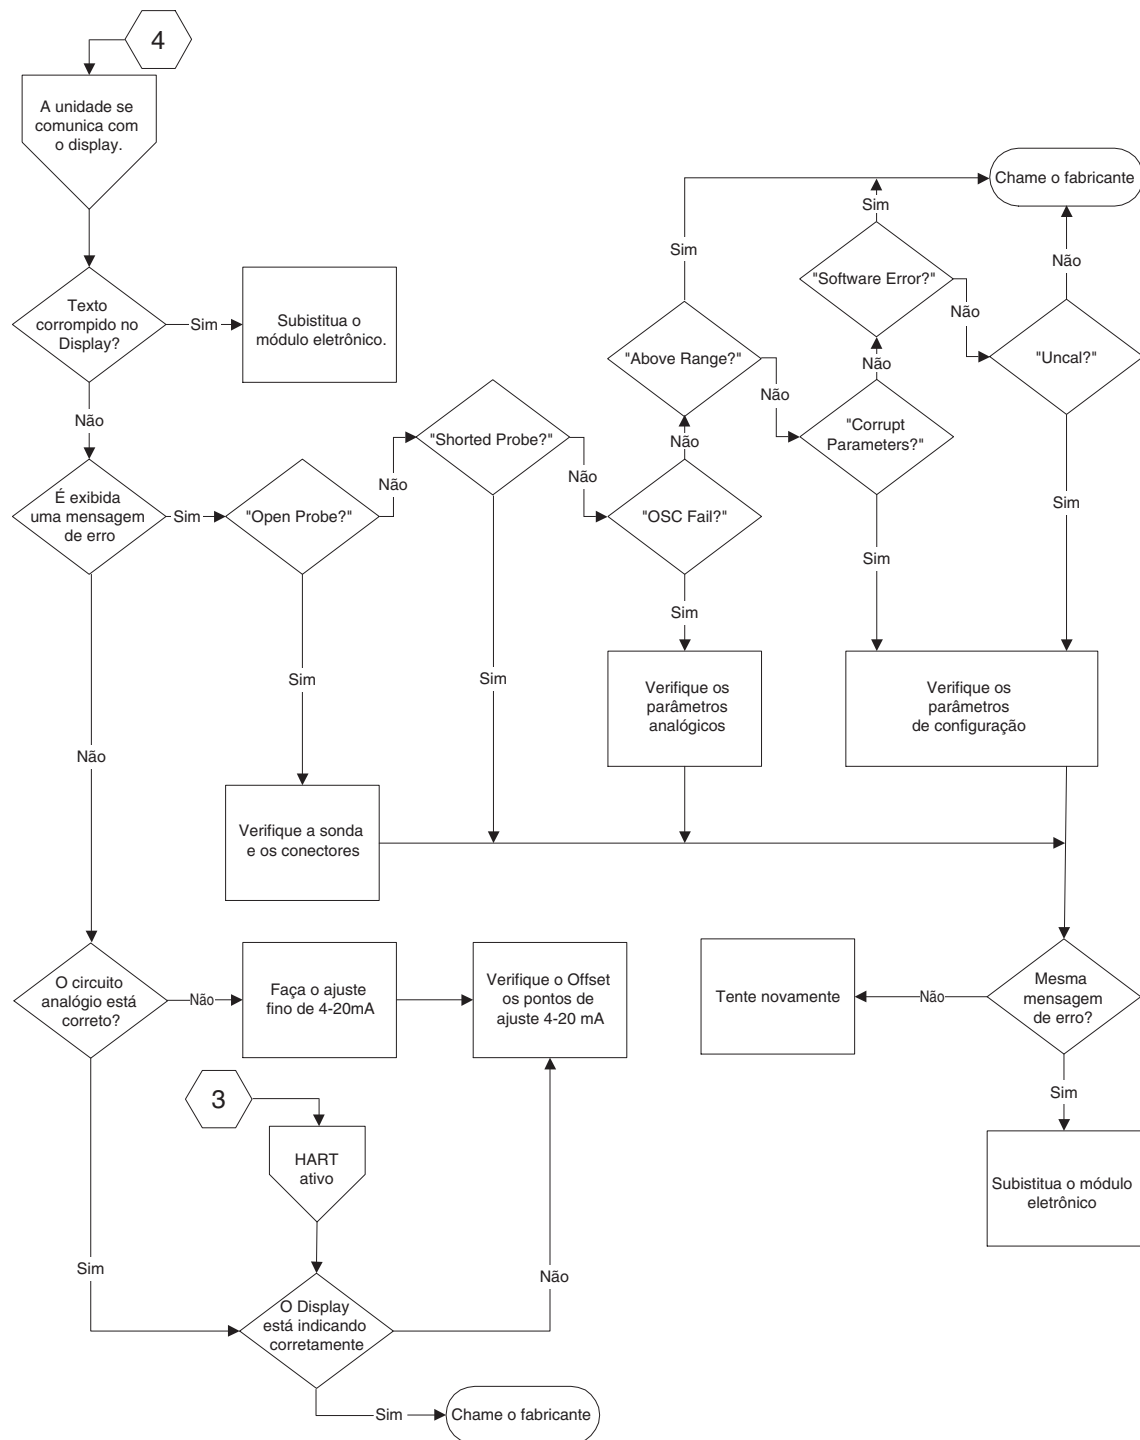 4
A unidade se
comunica com
o display.
Chame o fabricante
Sim
Sim
Não
"Software Error?"
Texto
corrompido no
Display?
Sim
Subistitua o
módulo eletrônico.
"Above Range?"
Não
"Uncal?"
Não
Não
Não
"Shorted Probe?"
Não
"Corrupt
Parameters?"
Não
Não
É exibida
uma mensagem
de erro
Sim
"Open Probe?"
"OSC Fail?"
Sim
Sim
Sim
Sim
Sim
Verifique os
parâmetros
analógicos
Verifique os
parâmetros
de configuração
Não
Verifique a sonda
e os conectores
O circuito
analógio está
correto?
Não
Faça o ajuste
fino de 4-20mA
Verifique o Offset
os pontos de
ajuste 4-20 mA
Tente novamente
Não
Mesma
mensagem
de erro?
Sim
3
HART
ativo
Subistitua o módulo
eletrônico
Sim
Não
O Display
está indicando
corretamente
Sim
Chame o fabricante